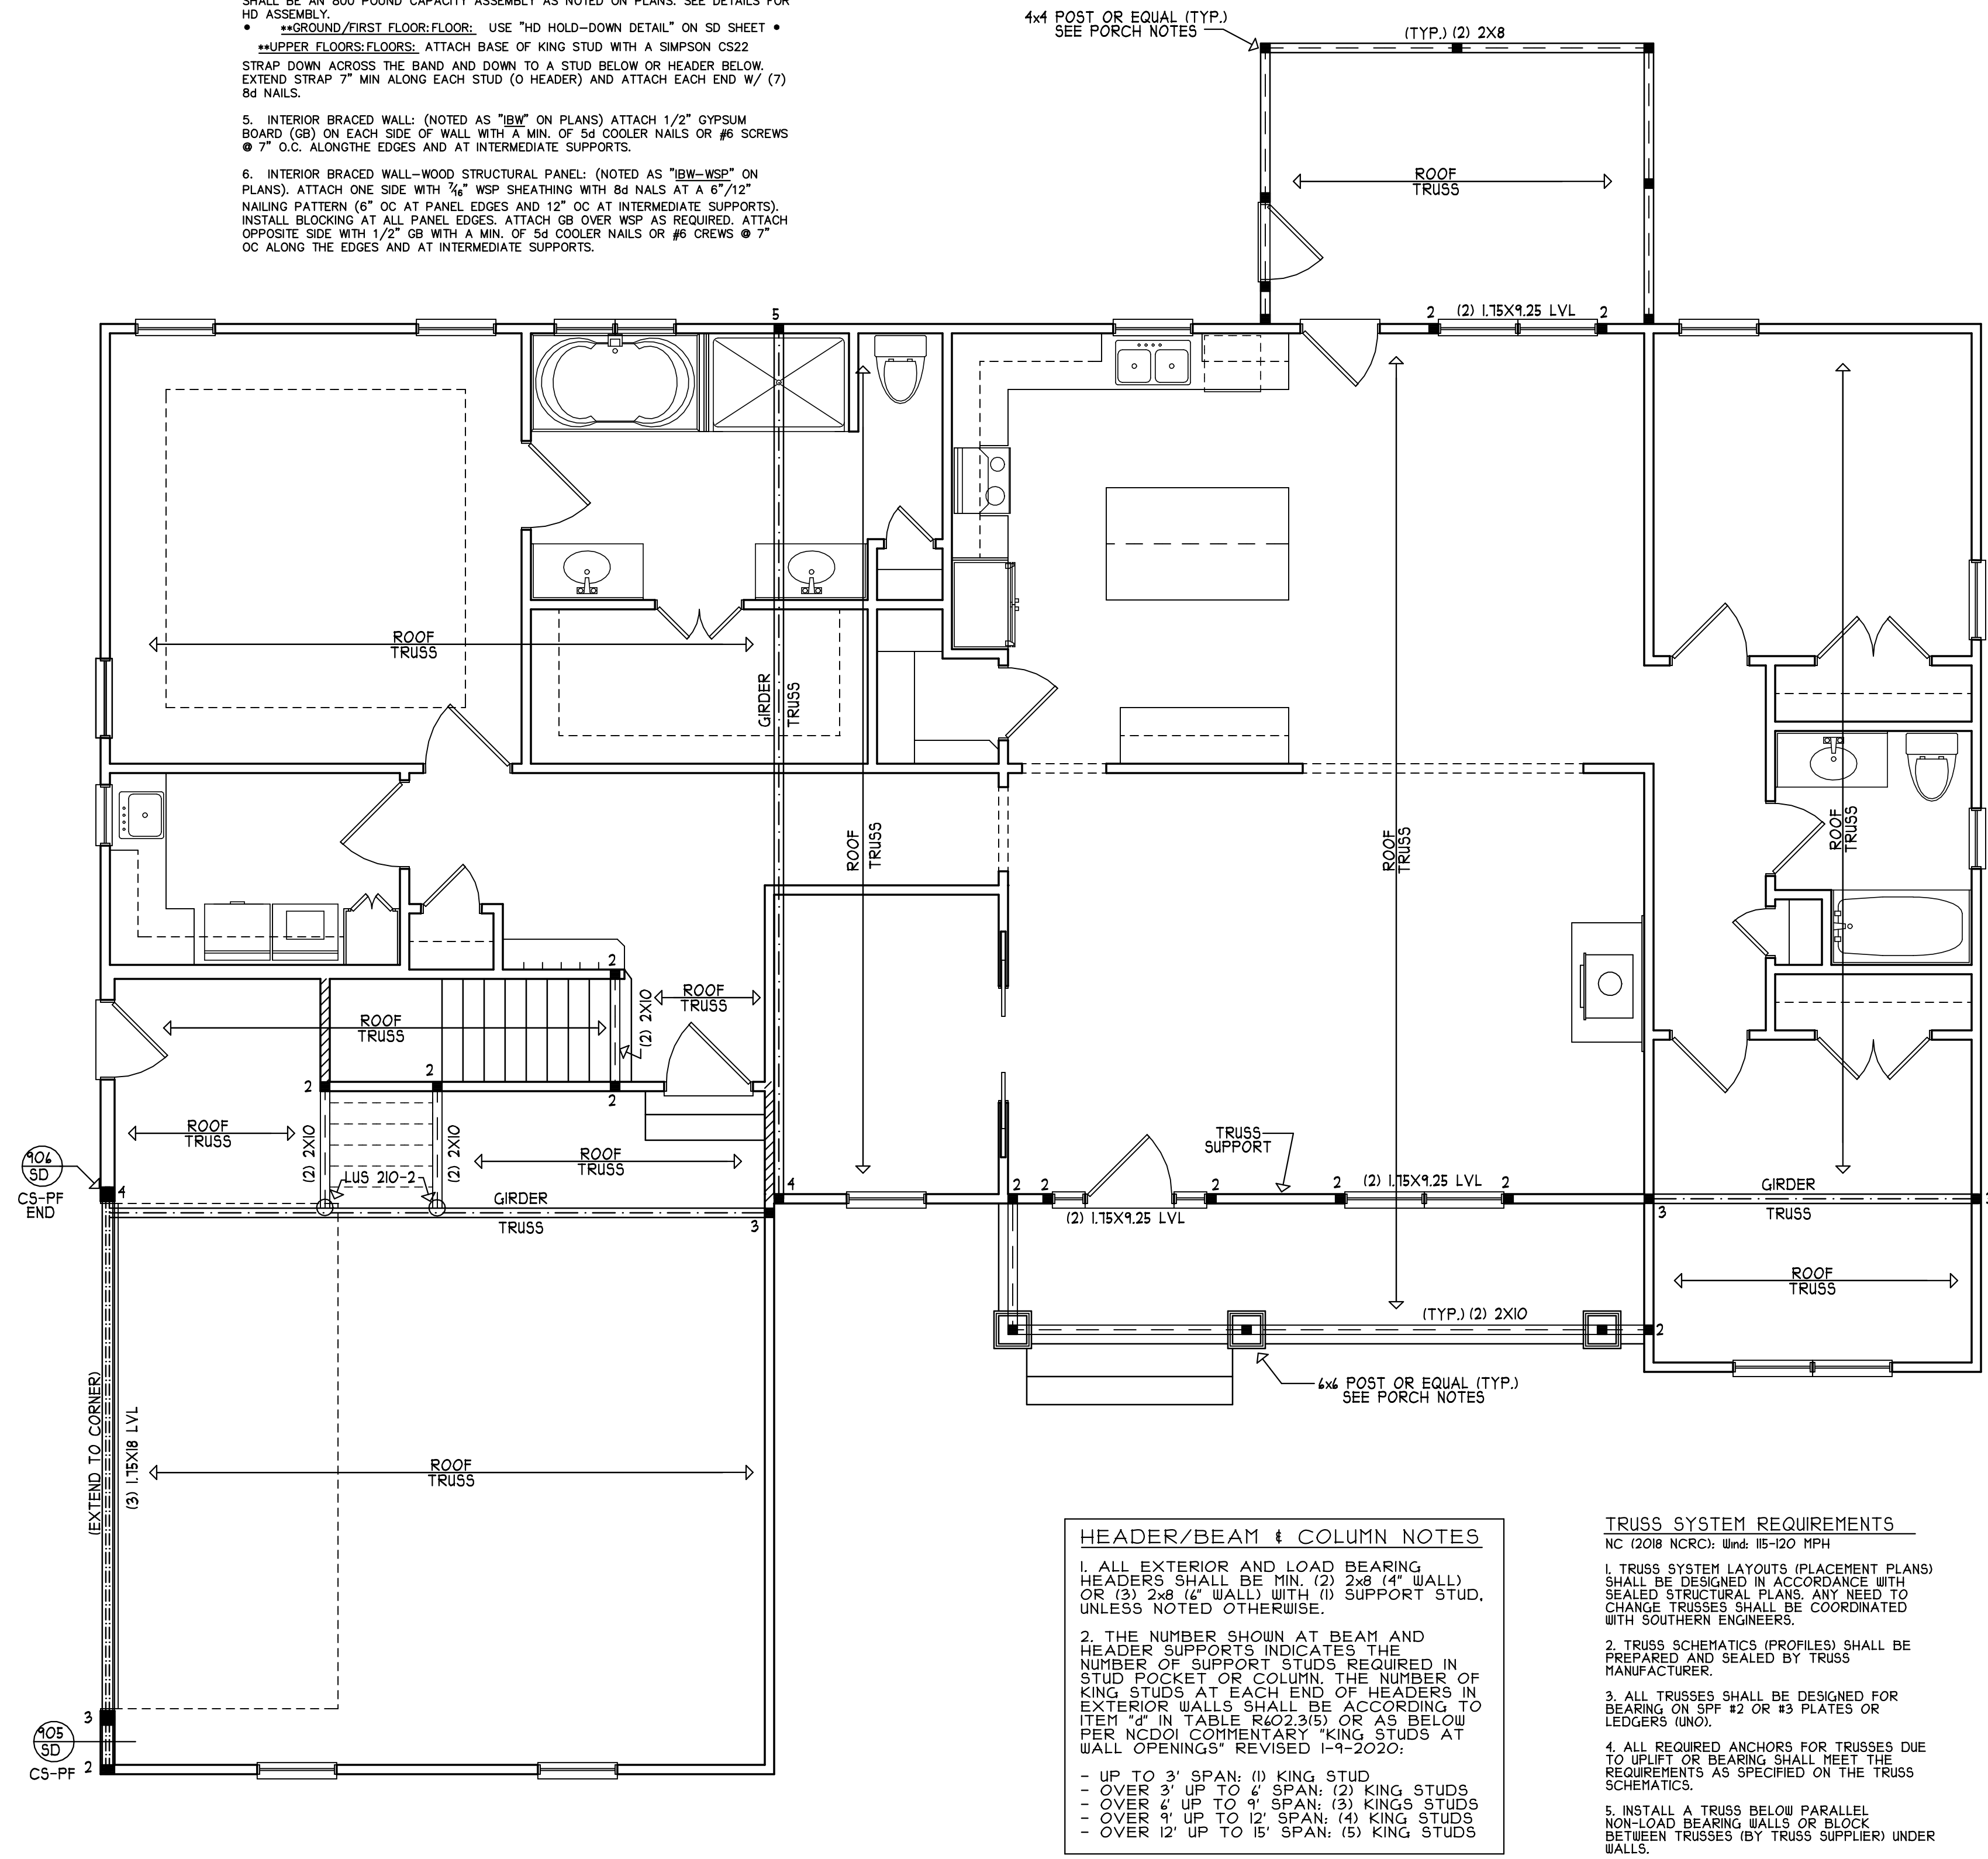 SHALL BE AN 800 POUND CAPACITY ASSEMBLY AS NOTED ON PLANS. SEE DETAILS FOR
HD ASSEMBLY.
• **GROUND/FIRST FLOOR:FLOOR: USE "HD HOLD-DOWN DETAIL" ON SD SHEET •
**UPPER FLOORS:FLOORS: ATTACH BASE OF KING STUD WITH A SIMPSON CS22
STRAP DOWN ACROSS THE BAND AND DOWN TO A STUD BELOW OR HEADER BELOW.
EXTEND STRAP 7" MIN ALONG EACH STUD (O HEADER) AND ATTACH EACH END W/ (7)
8d NAILS.
5. INTERIOR BRACED WALL: (NOTED AS "IBW" ON PLANS) ATTACH 1/2" GYPSUM
BOARD (GB) ON EACH SIDE OF WALL WITH A MIN. OF 5d COOLER NAILS OR #6 SCREWS
@ 7" O.C. ALONGTHE EDGES AND AT INTERMEDIATE SUPPORTS.
6. INTERIOR BRACED WALL-WOOD STRUCTURAL PANEL: (NOTED AS "IBW-WSP" ON
PLANS). ATTACH ONE SIDE WITH 7/16" WSP SHEATHING WITH 8d NALS AT A 6"/12"
NAILING PATTERN (6" OC AT PANEL EDGES AND 12" OC AT INTERMEDIATE SUPPORTS).
INSTALL BLOCKING AT ALL PANEL EDGES. ATTACH GB OVER WSP AS REQUIRED. ATTACH
OPPOSITE SIDE WITH 1/2" GB WITH A MIN. OF 5d COOLER NAILS OR #6 CREWS @ 7"
OC ALONG THE EDGES AND AT INTERMEDIATE SUPPORTS.
4x4 POST OR EQUAL (TYP.)
SEE PORCH NOTES
(TYP.) (2) 2X8
ROOF
TRUSS
5
2
(2) 1.75X9.25 LVL
2
ROOF
TRUSS
GIRDER
TRUSS
ROOF
TRUSS
ROOF
TRUSS
ROOF
TRUSS
2
(2) 2X10
ROOF
TRUSS
ROOF
TRUSS
2
2
2
ROOF
TRUSS
(2) 2X10
(2) 2X10
ROOF
TRUSS
LUS 210-2
TRUSS
SUPPORT
906
SD
CS-PF
END
4
GIRDER
TRUSS
4
3
2
2
2
2
(2) 1.75X9.25 LVL
2
(2) 1.75X9.25 LVL
GIRDER
TRUSS
3
ROOF
TRUSS
(TYP.) (2) 2X10
2
6x6 POST OR EQUAL (TYP.)
SEE PORCH NOTES
(EXTEND TO CORNER)
(3) 1.75X18 LVL
ROOF
TRUSS
3
905
SD
CS-PF
2
HEADER/BEAM & COLUMN NOTES
1. ALL EXTERIOR AND LOAD BEARING
HEADERS SHALL BE MIN. (2) 2x8 (4" WALL)
OR (3) 2x8 (6" WALL) WITH (1) SUPPORT STUD,
UNLESS NOTED OTHERWISE.
2. THE NUMBER SHOWN AT BEAM AND
HEADER SUPPORTS INDICATES THE
NUMBER OF SUPPORT STUDS REQUIRED IN
STUD POCKET OR COLUMN. THE NUMBER OF
KING STUDS AT EACH END OF HEADERS IN
EXTERIOR WALLS SHALL BE ACCORDING TO
ITEM "d" IN TABLE R602.3(5) OR AS BELOW
PER NCDOI COMMENTARY "KING STUDS AT
WALL OPENINGS" REVISED 1-9-2020:
- UP TO 3' SPAN: (1) KING STUD
- OVER 3' UP TO 6' SPAN: (2) KING STUDS
- OVER 6' UP TO 9' SPAN: (3) KINGS STUDS
- OVER 9' UP TO 12' SPAN: (4) KING STUDS
- OVER 12' UP TO 15' SPAN: (5) KING STUDS
TRUSS SYSTEM REQUIREMENTS
NC (2018 NCRC): Wind: 115-120 MPH
1. TRUSS SYSTEM LAYOUTS (PLACEMENT PLANS)
SHALL BE DESIGNED IN ACCORDANCE WITH
SEALED STRUCTURAL PLANS. ANY NEED TO
CHANGE TRUSSES SHALL BE COORDINATED
WITH SOUTHERN ENGINEERS.
2. TRUSS SCHEMATICS (PROFILES) SHALL BE
PREPARED AND SEALED BY TRUSS
MANUFACTURER.
3. ALL TRUSSES SHALL BE DESIGNED FOR
BEARING ON SPF #2 OR #3 PLATES OR
LEDGERS (UNO).
4. ALL REQUIRED ANCHORS FOR TRUSSES DUE
TO UPLIFT OR BEARING SHALL MEET THE
REQUIREMENTS AS SPECIFIED ON THE TRUSS
SCHEMATICS.
5. INSTALL A TRUSS BELOW PARALLEL
NON-LOAD BEARING WALLS OR BLOCK
BETWEEN TRUSSES (BY TRUSS SUPPLIER) UNDER
WALLS.